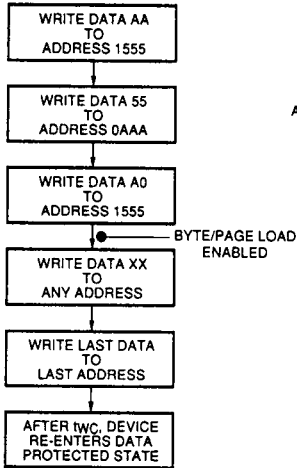 WRITE DATA AA
TO
ADDRESS 1555
WRITE DATA 55
TO
ADDRESS 0AAA
A
WRITE DATA A0
TO
ADDRESS 1555
BYTE/PAGE LOAD
ENABLED
WRITE DATA XX
TO
ANY ADDRESS
WRITE LAST DATA
TO
LAST ADDRESS
AFTER tWC, DEVICE
RE-ENTERS DATA
PROTECTED STATE